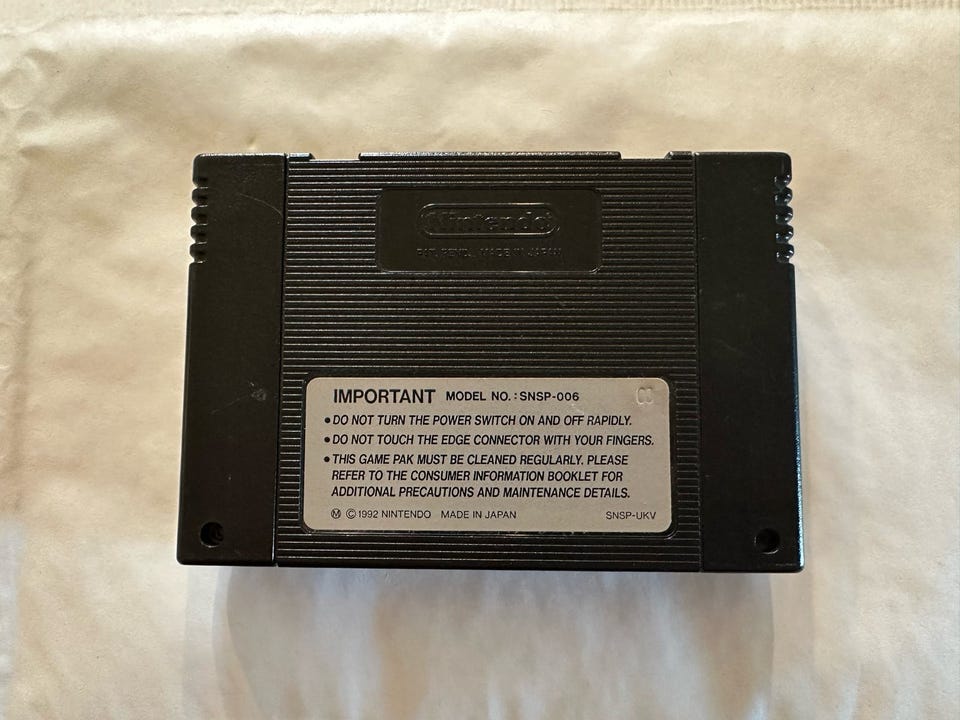 Nintendo
PAT. PEND. MADE IN JAPAN
IMPORTANT MODEL NO. : SNSP-006
• DO NOT TURN THE POWER SWITCH ON AND OFF RAPIDLY.
• DO NOT TOUCH THE EDGE CONNECTOR WITH YOUR FINGERS.
• THIS GAME PAK MUST BE CLEANED REGULARLY. PLEASE
REFER TO THE CONSUMER INFORMATION BOOKLET FOR
ADDITIONAL PRECAUTIONS AND MAINTENANCE DETAILS.
Ⓜ © 1992 NINTENDO MADE IN JAPAN SNSP-UKV